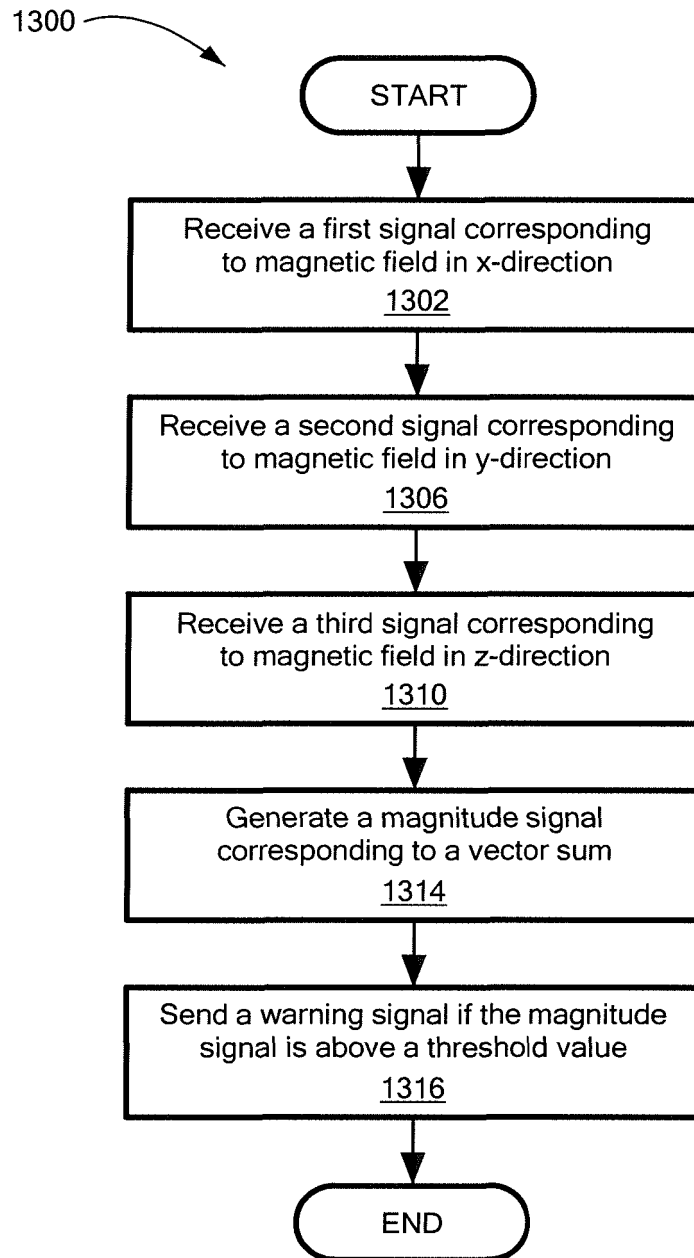 1300
START
Receive a first signal corresponding
to magnetic field in x-direction
1302
Receive a second signal corresponding
to magnetic field in y-direction
1306
Receive a third signal corresponding
to magnetic field in z-direction
1310
Generate a magnitude signal
corresponding to a vector sum
1314
Send a warning signal if the magnitude
signal is above a threshold value
1316
END